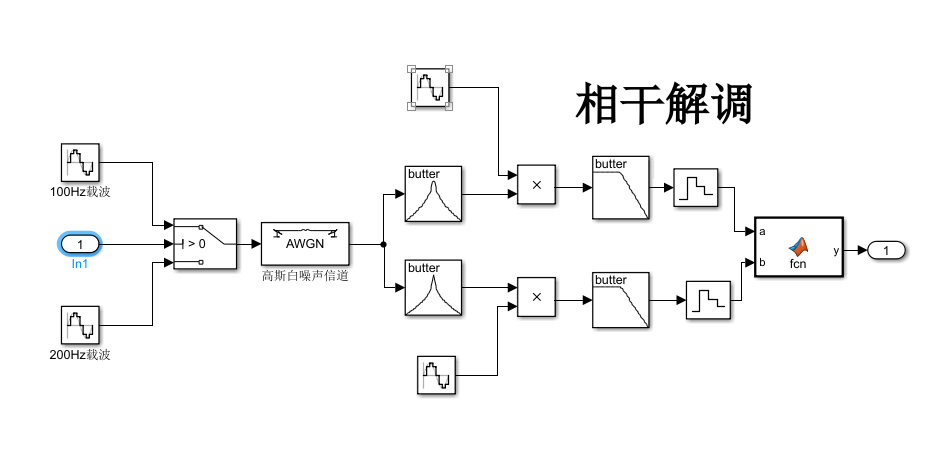 相干解调
100Hz载波
butter
butter
×
1
In1
> 0
AWGN
高斯白噪声信道
a
b
fcn
y
1
butter
×
butter
200Hz载波